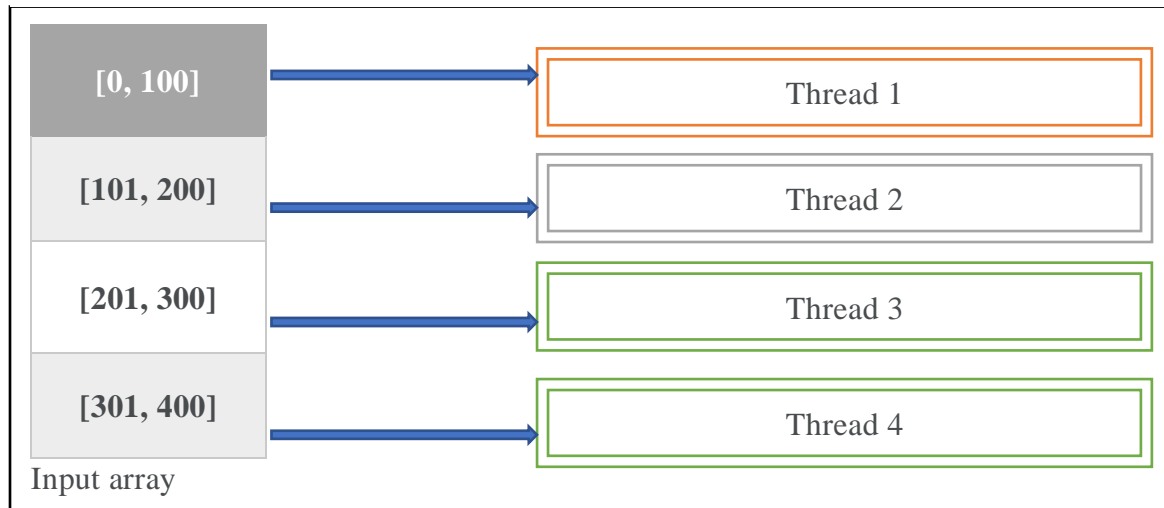 [0, 100]
Thread 1
[101, 200]
Thread 2
[201, 300]
Thread 3
[301, 400]
Thread 4
Input array